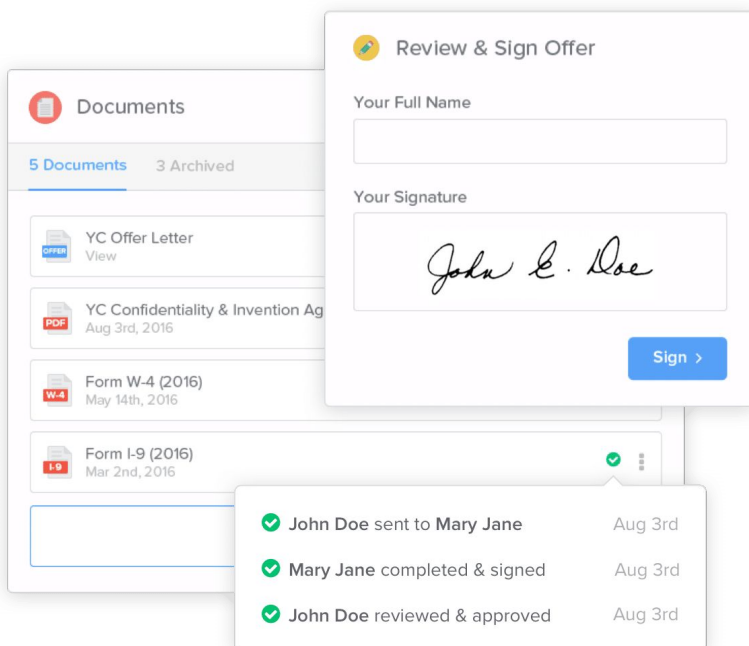 Review & Sign Offer
Your Full Name
Your Signature
John E. Doe
Sign >
Documents
5 Documents
3 Archived
OFFER
YC Offer Letter
View
PDF
YC Confidentiality & Invention Ag
Aug 3rd, 2016
W-4
Form W-4 (2016)
May 14th, 2016
I-9
Form I-9 (2016)
Mar 2nd, 2016
John Doe sent to Mary Jane Aug 3rd
Mary Jane completed & signed Aug 3rd
John Doe reviewed & approved Aug 3rd